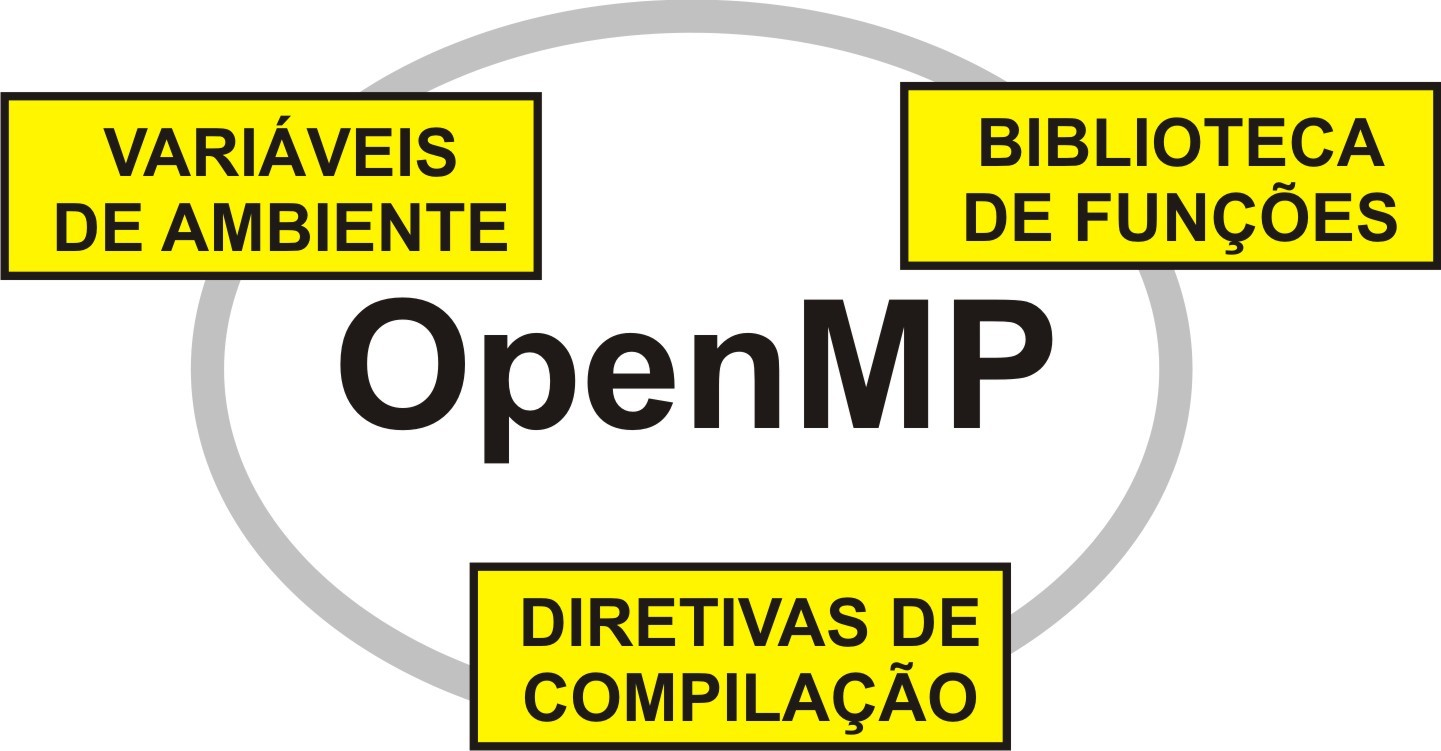 VARIÁVEIS
DE AMBIENTE
BIBLIOTECA
DE FUNÇÕES
OpenMP
DIRETIVAS DE
COMPILAÇÃO